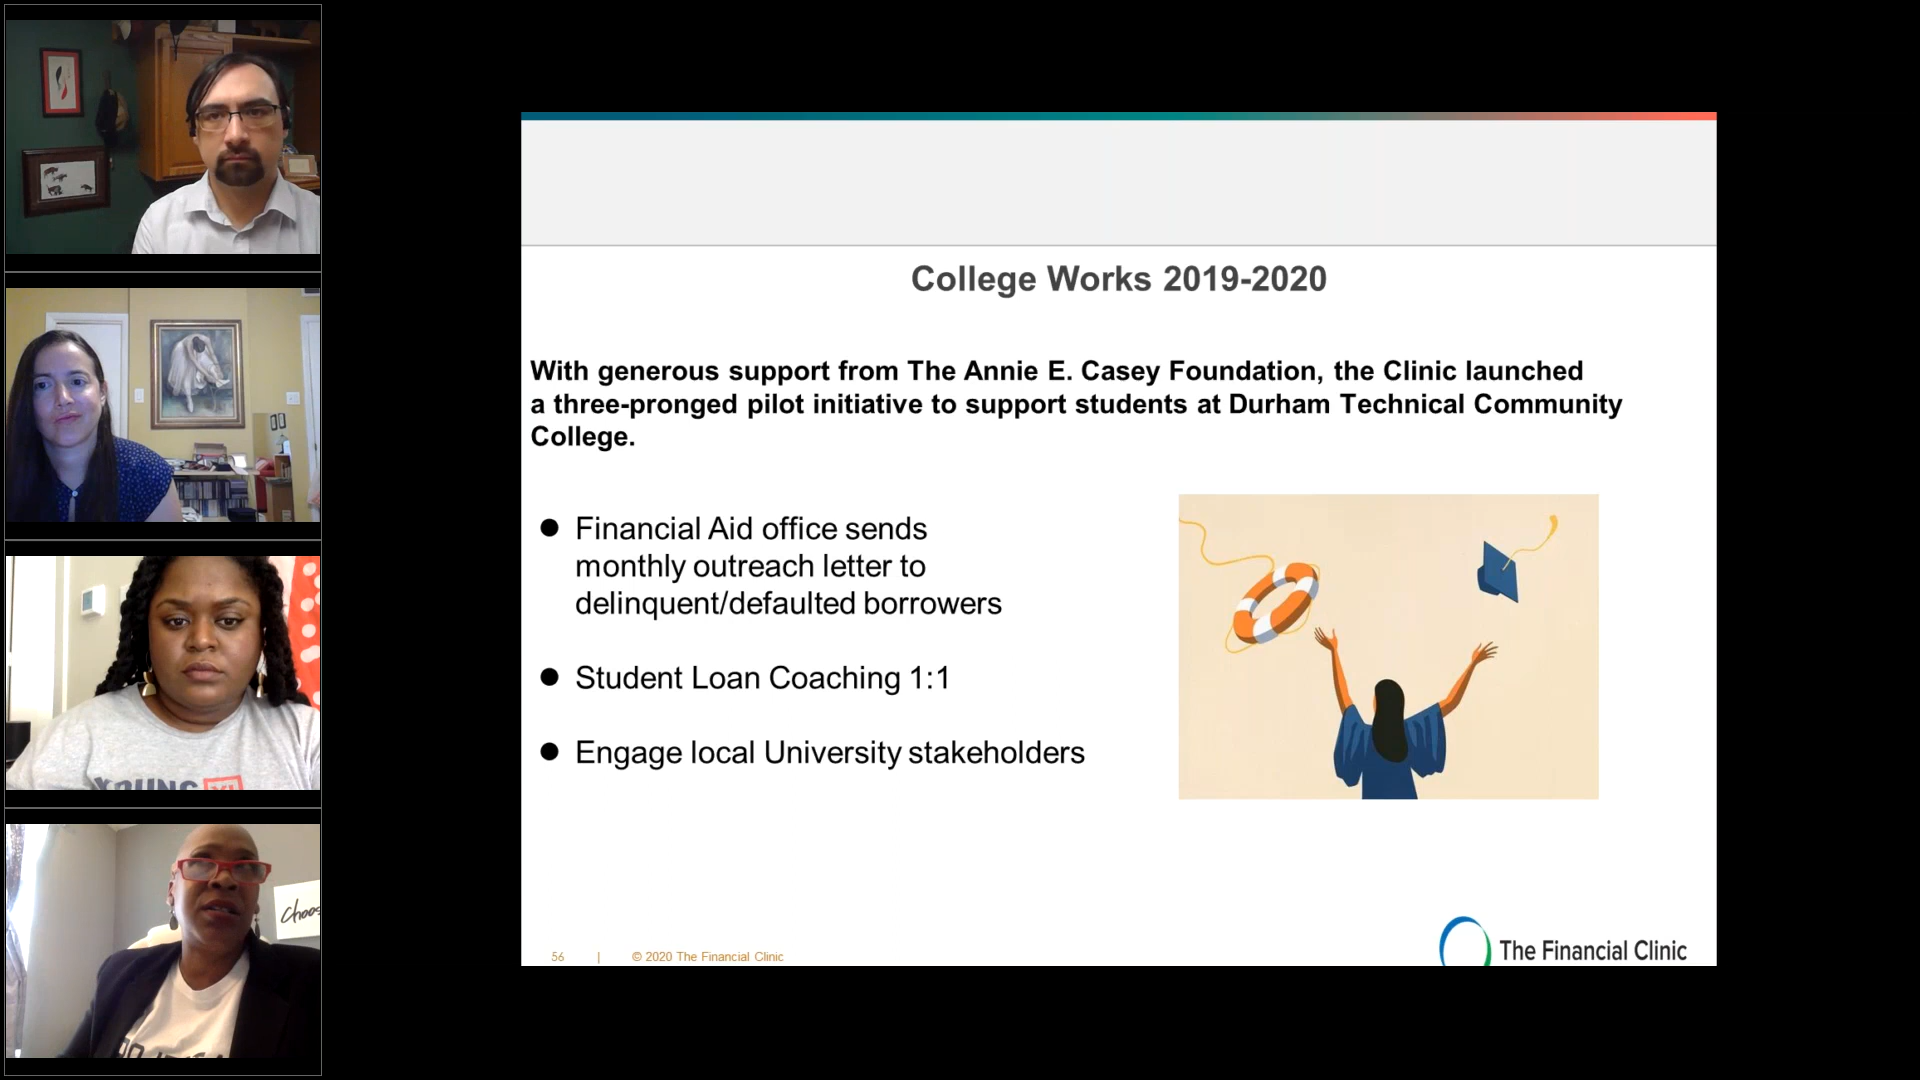 College Works 2019-2020
With generous support from The Annie E. Casey Foundation, the Clinic launched
a three-pronged pilot initiative to support students at Durham Technical Community
College.
● Financial Aid office sends
monthly outreach letter to
delinquent/defaulted borrowers
● Student Loan Coaching 1:1
● Engage local University stakeholders
56 | © 2020 The Financial Clinic
The Financial Clinic